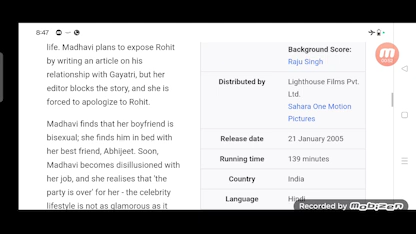 8:47
life. Madhavi plans to expose Rohit
by writing an article on his
relationship with Gayatri, but her
editor blocks the story, and she is
forced to apologize to Rohit.
Madhavi finds that her boyfriend is
bisexual; she finds him in bed with
her best friend, Abhijeet. Soon,
Madhavi becomes disillusioned with
her job, and she realises that 'the
party is over' for her - the celebrity
lifestyle is not as glamorous as it
Background Score:
Raju Singh
Distributed by
Lighthouse Films Pvt.
Ltd.
Sahara One Motion
Pictures
Release date
21 January 2005
Running time
139 minutes
Country
India
Language
Hindi
Recorded by Mobizen